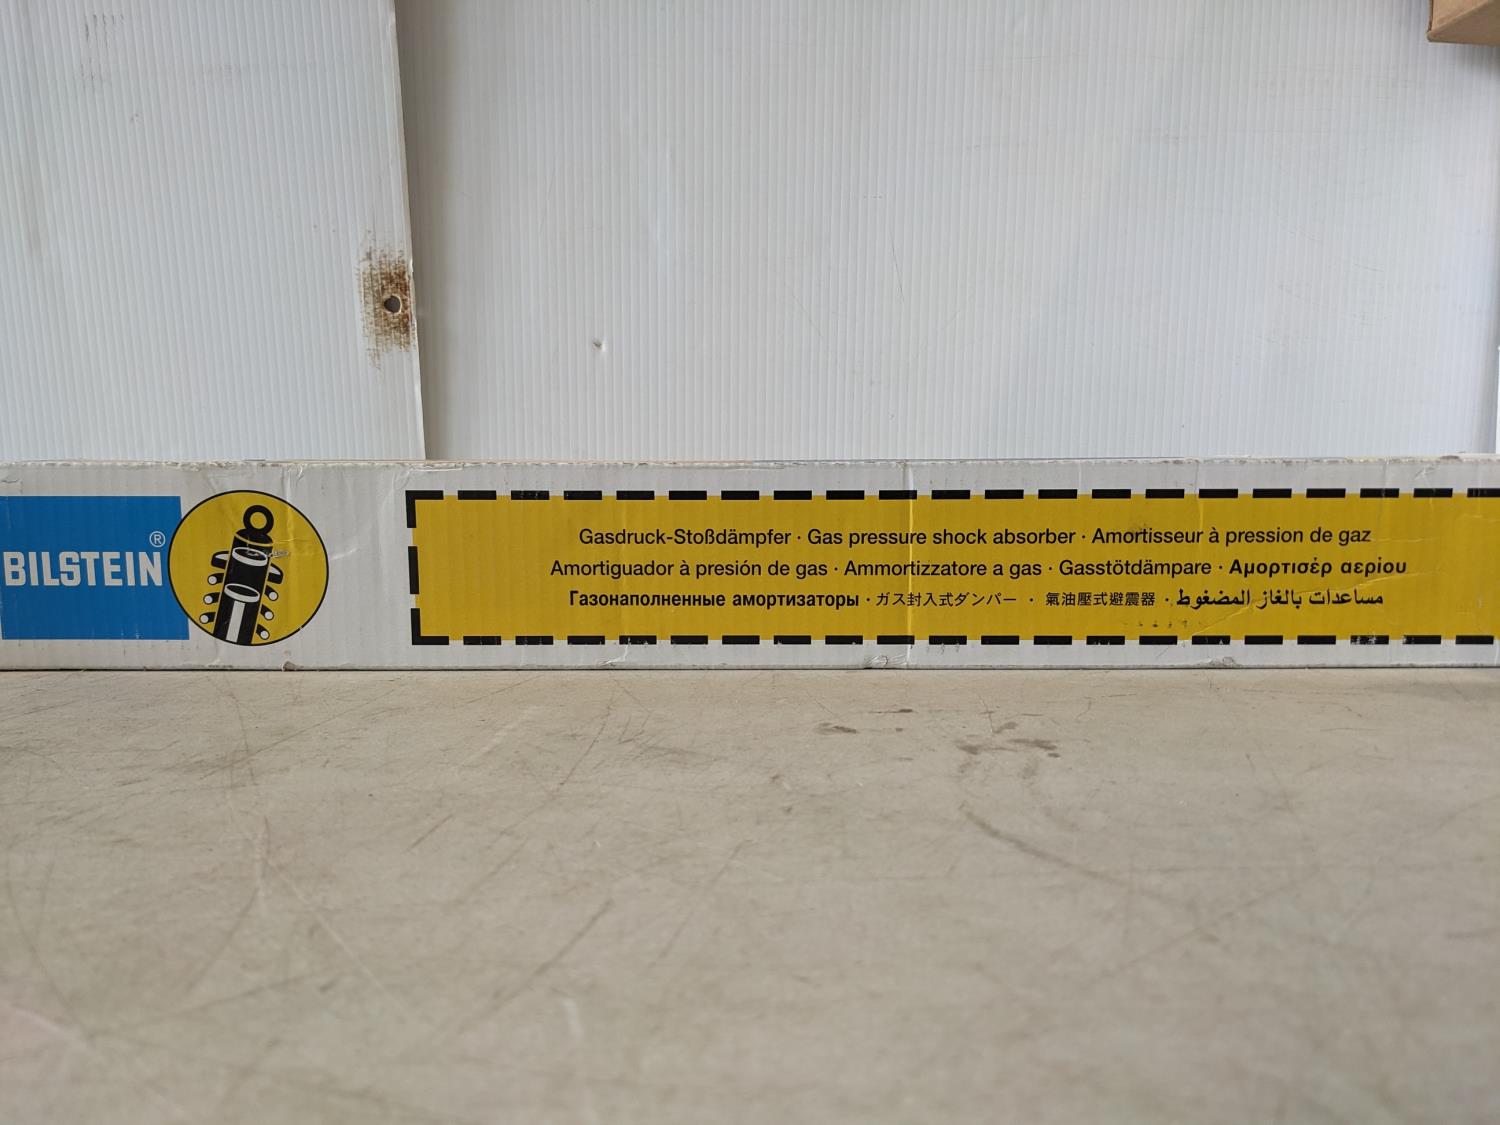 BILSTEIN®
Gasdruck-Stoßdämpfer · Gas pressure shock absorber · Amortisseur à pression de gaz
Amortiguador à presión de gas · Ammortizzatore a gas · Gasstötdämpare · Αμορτισέρ αερίου
Газонаполненные амортизаторы · ガス封入式ダンパー · 氣油壓式避震器 · مساعدات بالغاز المضغوط